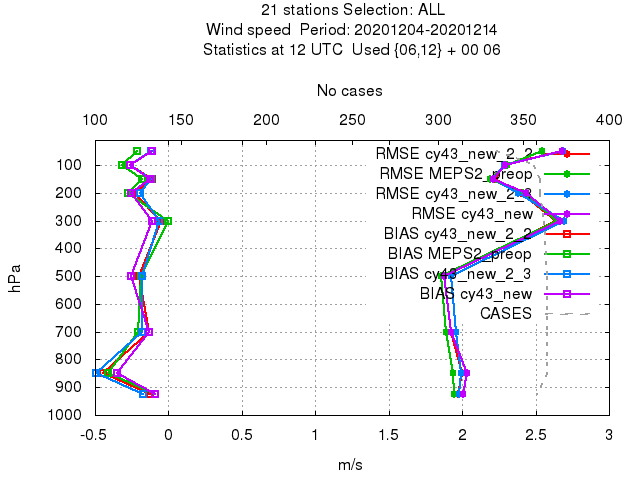 21 stations Selection: ALL
Wind speed  Period: 20201204-20201214
Statistics at 12 UTC  Used {06,12} + 00 06
No cases
100 150 200 250 300 350 400
RMSE cy43_new_2_2
RMSE MEPS2_preop
RMSE cy43_new_2_3
RMSE cy43_new
BIAS cy43_new_2_2
BIAS MEPS2_preop
BIAS cy43_new_2_3
BIAS cy43_new
CASES
hPa
100
200
300
400
500
600
700
800
900
1000
-0.5 0 0.5 1 1.5 2 2.5 3
m/s